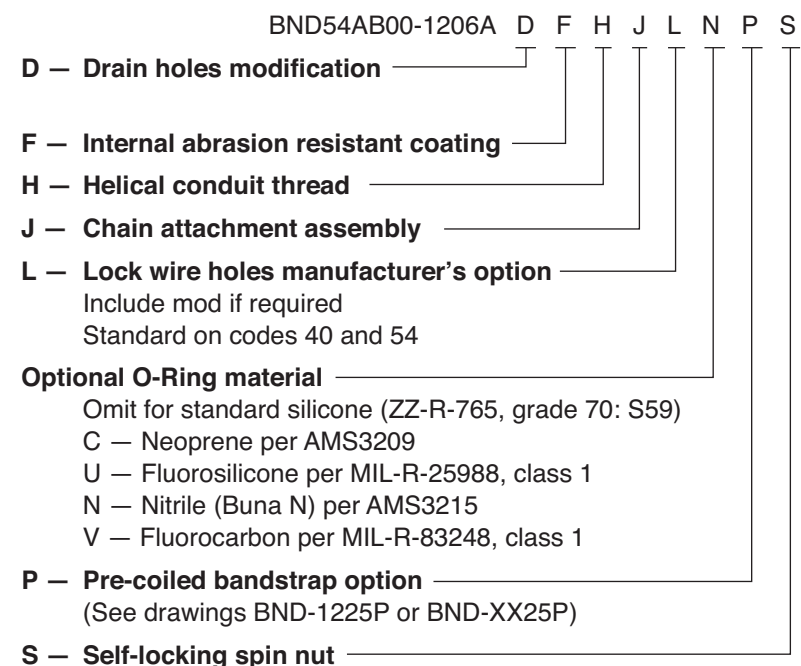 BND54AB00-1206A D F H J L N P S
D — Drain holes modification
F — Internal abrasion resistant coating
H — Helical conduit thread
J — Chain attachment assembly
L — Lock wire holes manufacturer's option
Include mod if required
Standard on codes 40 and 54
Optional O-Ring material
Omit for standard silicone (ZZ-R-765, grade 70: S59)
C — Neoprene per AMS3209
U — Fluorosilicone per MIL-R-25988, class 1
N — Nitrile (Buna N) per AMS3215
V — Fluorocarbon per MIL-R-83248, class 1
P — Pre-coiled bandstrap option
(See drawings BND-1225P or BND-XX25P)
S — Self-locking spin nut